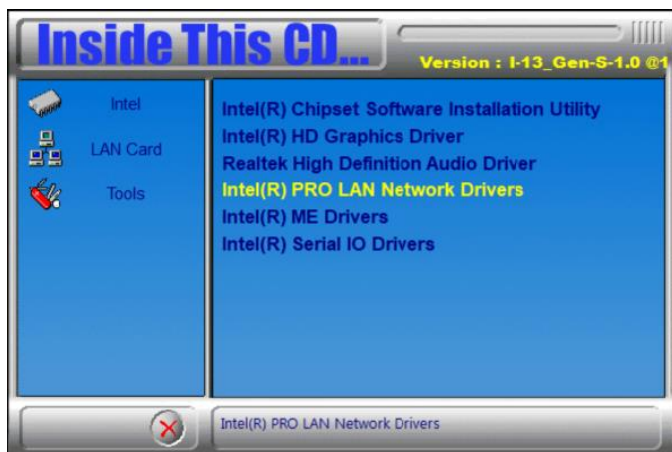 Inside This CD...
Version : I-13_Gen-S-1.0 @1
Intel
LAN Card
Tools
Intel(R) Chipset Software Installation Utility
Intel(R) HD Graphics Driver
Realtek High Definition Audio Driver
Intel(R) PRO LAN Network Drivers
Intel(R) ME Drivers
Intel(R) Serial IO Drivers
Intel(R) PRO LAN Network Drivers